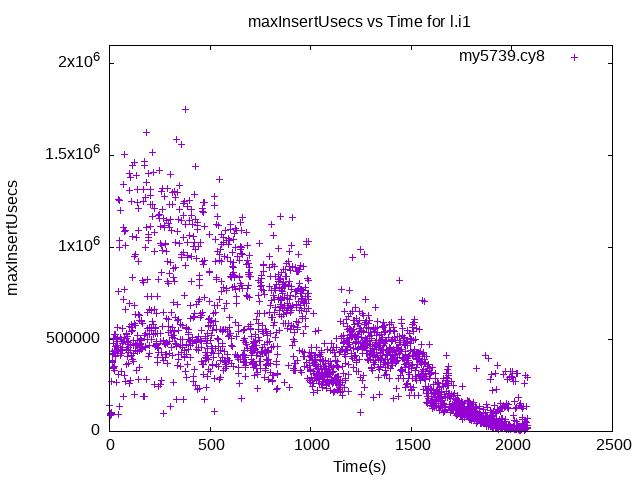 maxInsertUsecs vs Time for l.i1
my5739.cy8
2x10^6
1.5x10^6
1x10^6
500000
0
maxInsertUsecs
0 500 1000 1500 2000 2500
Time(s)